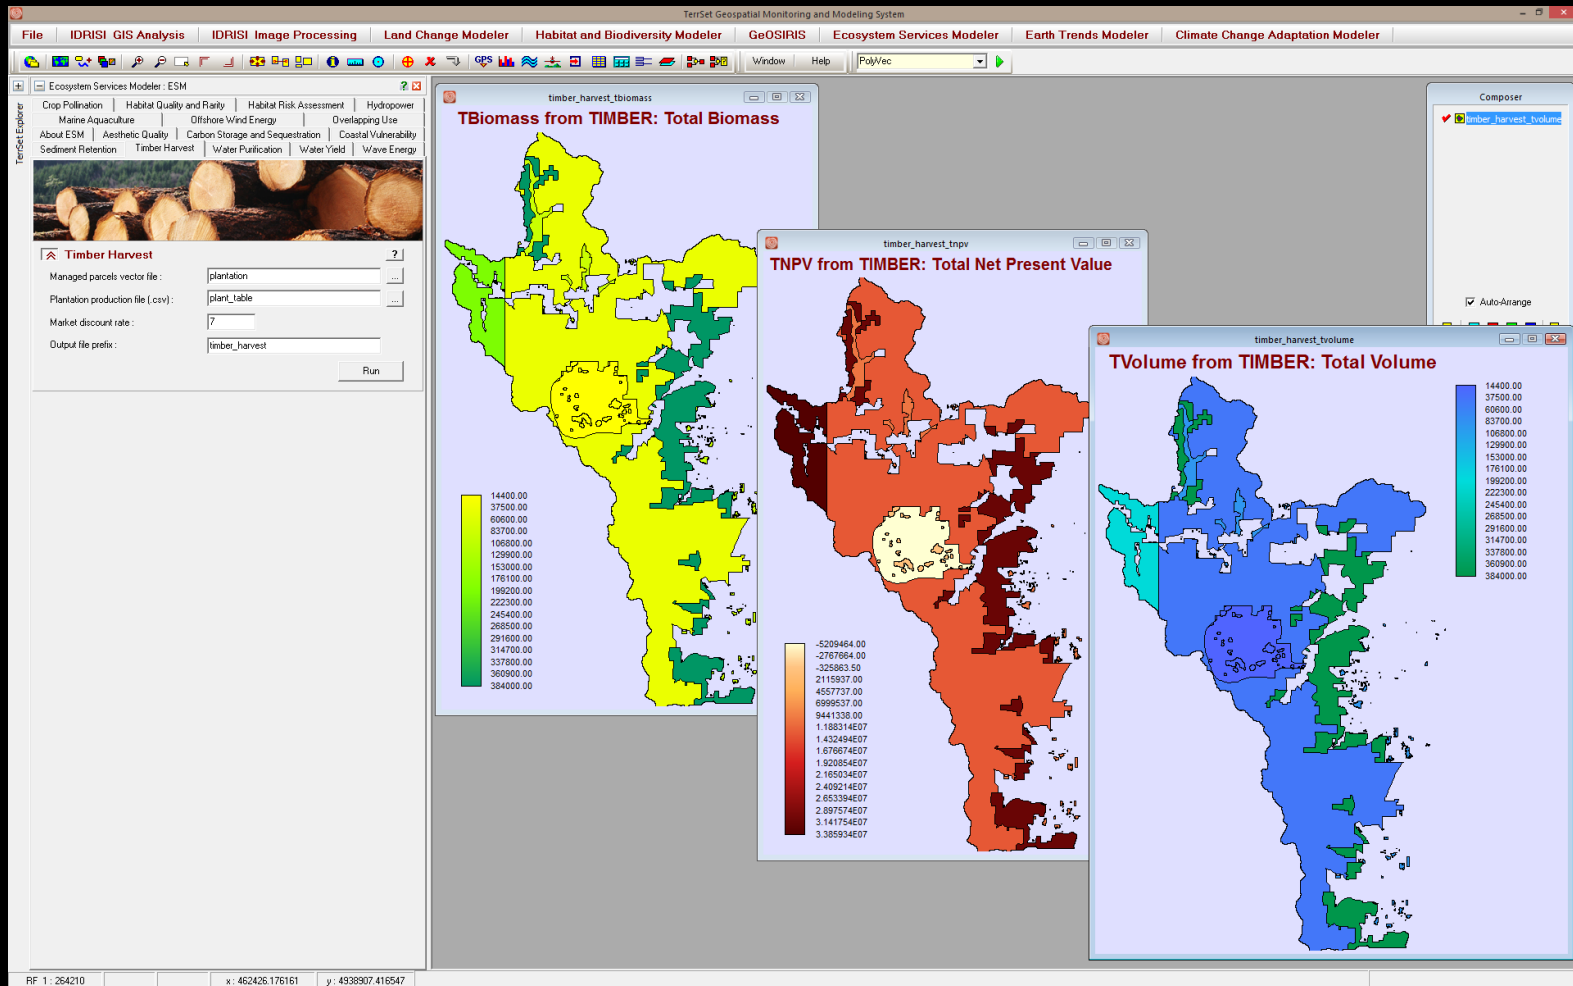 TerrSet Geospatial Monitoring and Modeling System
File IDRISI GIS Analysis IDRISI Image Processing Land Change Modeler Habitat and Biodiversity Modeler GeOSIRIS Ecosystem Services Modeler Earth Trends Modeler Climate Change Adaptation Modeler
GPS Window Help PolyVec
TerrSet Explorer
Ecosystem Services Modeler : ESM
Crop Pollination Habitat Quality and Rarity Habitat Risk Assessment Hydropower
Marine Aquaculture Offshore Wind Energy Overlapping Use
About ESM Aesthetic Quality Carbon Storage and Sequestration Coastal Vulnerability
Sediment Retention Timber Harvest Water Purification Water Yield Wave Energy
Timber Harvest ?
Managed parcels vector file : plantation ...
Plantation production file (.csv) : plant_table ...
Market discount rate : 7
Output file prefix : timber_harvest
Run
timber_harvest_tbiomass
TBiomass from TIMBER: Total Biomass
14400.00
37500.00
60600.00
83700.00
106800.00
129900.00
153000.00
176100.00
199200.00
222300.00
245400.00
268500.00
291600.00
314700.00
337800.00
360900.00
384000.00
timber_harvest_tnpv
TNPV from TIMBER: Total Net Present Value
-5209464.00
-2767664.00
-325863.50
2115937.00
4557737.00
6999537.00
9441338.00
1.188314E07
1.432494E07
1.676674E07
1.920854E07
2.165034E07
2.409214E07
2.653394E07
2.897574E07
3.141754E07
3.385934E07
timber_harvest_tvolume
TVolume from TIMBER: Total Volume
14400.00
37500.00
60600.00
83700.00
106800.00
129900.00
153000.00
176100.00
199200.00
222300.00
245400.00
268500.00
291600.00
314700.00
337800.00
360900.00
384000.00
Composer
timber_harvest_tvolume
Auto-Arrange
RF 1 : 264210 x : 462426.176161 y : 4938907.416547